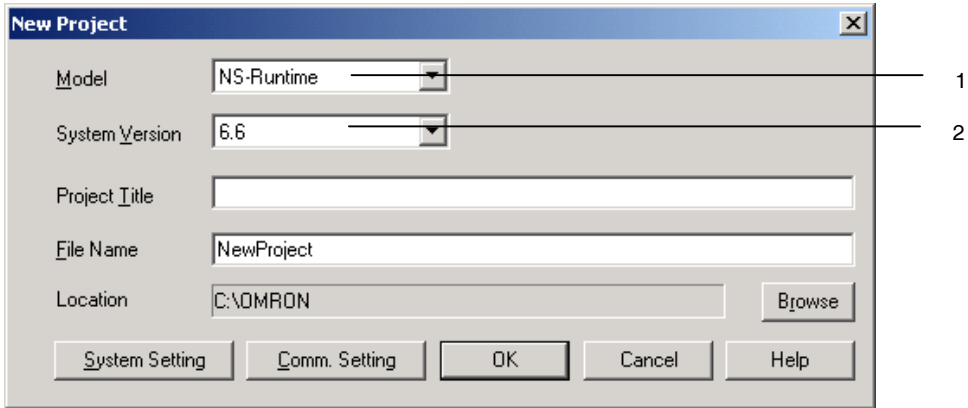 New Project
Model NS-Runtime 1
System Version 6.6 2
Project Title
File Name NewProject
Location C:\OMRON Browse
System Setting Comm. Setting OK Cancel Help